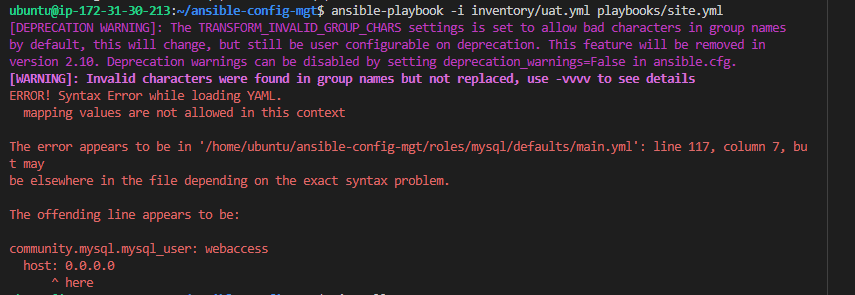 ubuntu@ip-172-31-30-213:~/ansible-config-mgt$ ansible-playbook -i inventory/uat.yml playbooks/site.yml
[DEPRECATION WARNING]: The TRANSFORM_INVALID_GROUP_CHARS settings is set to allow bad characters in group names
by default, this will change, but still be user configurable on deprecation. This feature will be removed in
version 2.10. Deprecation warnings can be disabled by setting deprecation_warnings=False in ansible.cfg.
[WARNING]: Invalid characters were found in group names but not replaced, use -vvvv to see details
ERROR! Syntax Error while loading YAML.
  mapping values are not allowed in this context

The error appears to be in '/home/ubuntu/ansible-config-mgt/roles/mysql/defaults/main.yml': line 117, column 7, bu
t may
be elsewhere in the file depending on the exact syntax problem.

The offending line appears to be:

community.mysql.mysql_user: webaccess
  host: 0.0.0.0
      ^ here